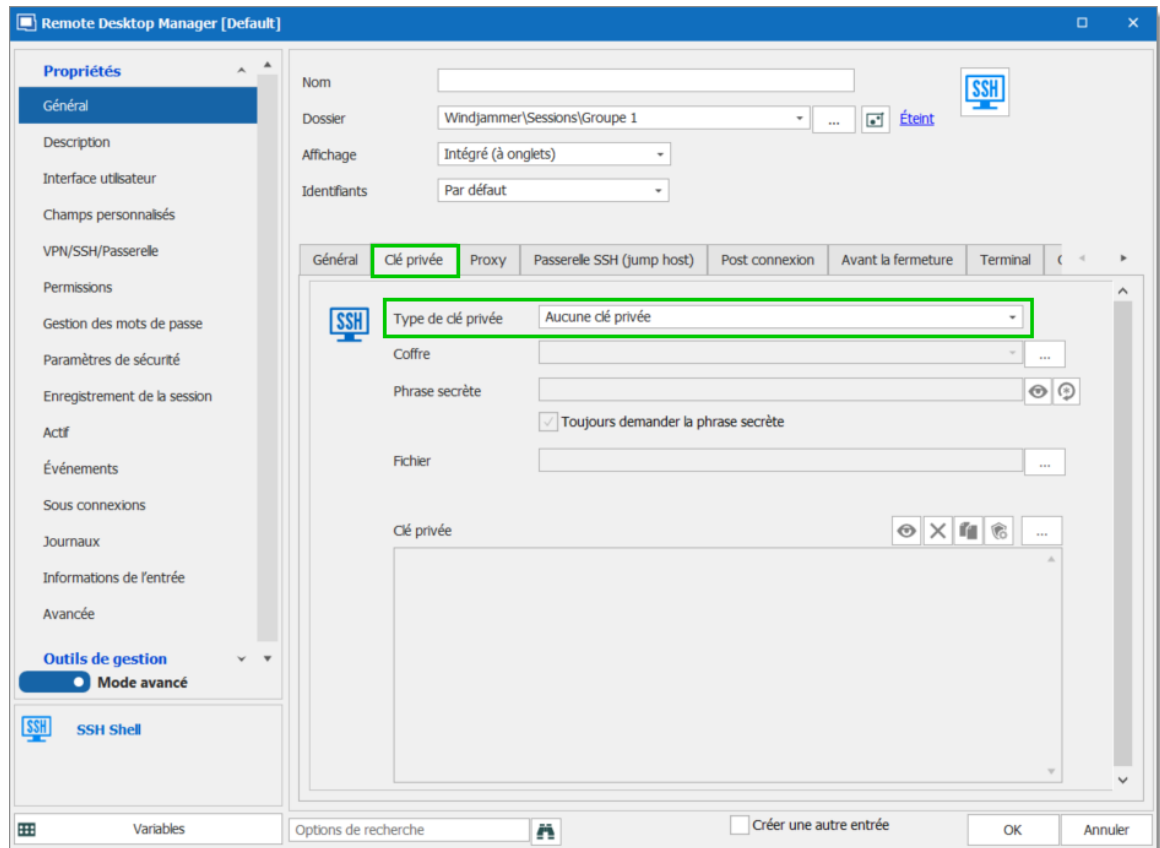 Remote Desktop Manager [Default]
Propriétés
Général
Description
Interface utilisateur
Champs personnalisés
VPN/SSH/Passerelle
Permissions
Gestion des mots de passe
Paramètres de sécurité
Enregistrement de la session
Actif
Événements
Sous connexions
Journaux
Informations de l'entrée
Avancée
Outils de gestion
Mode avancé
SSH SSH Shell
Variables
Nom
SSH
Dossier Windjammer\Sessions\Groupe 1 ... Éteint
Affichage Intégré (à onglets)
Identifiants Par défaut
Général Clé privée Proxy Passerelle SSH (jump host) Post connexion Avant la fermeture Terminal
SSH Type de clé privée Aucune clé privée
Coffre ...
Phrase secrète
Toujours demander la phrase secrète
Fichier ...
Clé privée ...
Options de recherche Créer une autre entrée OK Annuler